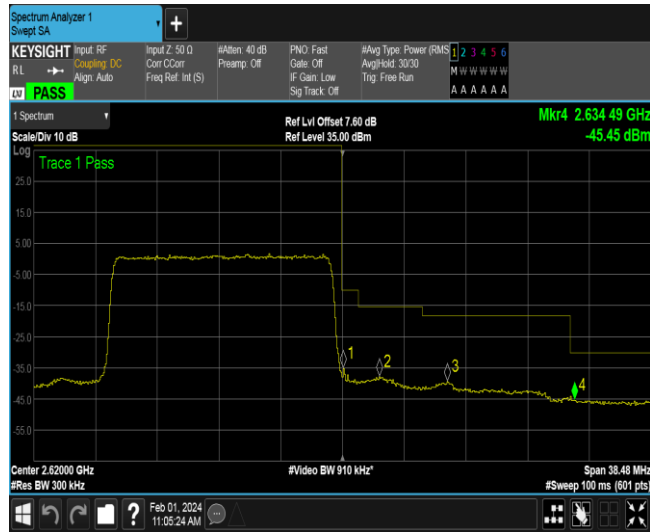 Spectrum Analyzer 1
Swept SA
+
KEYSIGHT
RL
LXI PASS
Input: RF
Coupling: DC
Align: Auto
Input Z: 50 Ω
Corr CCorr
Freq Ref: Int (S)
#Atten: 40 dB
Preamp: Off
PNO: Fast
Gate: Off
IF Gain: Low
Sig Track: Off
#Avg Type: Power (RMS
Avg|Hold: 30/30
Trig: Free Run
1 2 3 4 5 6
M W W W W W
A A A A A A
1 Spectrum
Scale/Div 10 dB
Ref Lvl Offset 7.60 dB
Ref Level 35.00 dBm
Mkr4 2.634 49 GHz
-45.45 dBm
Log
Trace 1 Pass
25.0
15.0
5.00
-5.00
-15.0
-25.0
-35.0
-45.0
-55.0
1
2
3
4
Center 2.62000 GHz
#Res BW 300 kHz
#Video BW 910 kHz*
Span 38.48 MHz
#Sweep 100 ms (601 pts)
?
Feb 01, 2024
11:05:24 AM